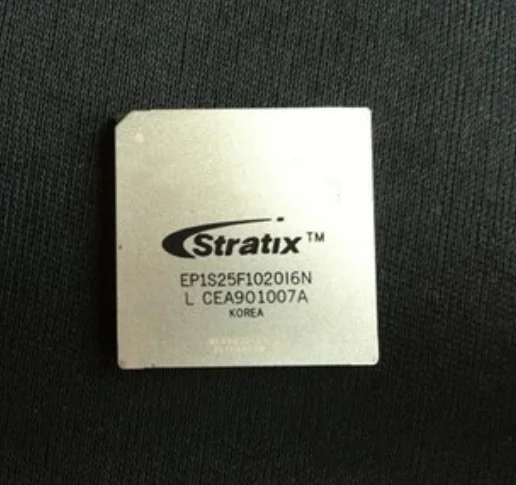 Stratix™
EP1S25F1020I6N
L CEA901007A
KOREA